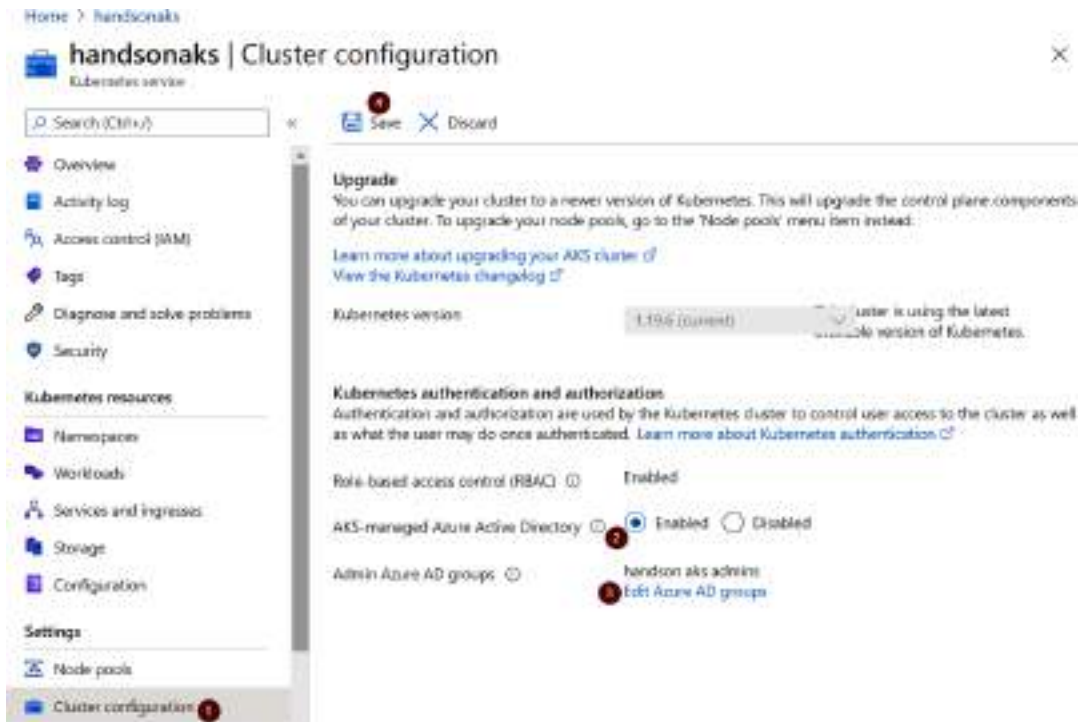 Home > handsonaks
handsonaks | Cluster configuration
Kubernetes service
Search (Ctrl+/)
Overview
Activity log
Access control (IAM)
Tags
Diagnose and solve problems
Security
Kubernetes resources
Namespaces
Workloads
Services and ingresses
Storage
Configuration
Settings
Node pools
Cluster configuration 1
4
Save Discard
Upgrade
You can upgrade your cluster to a newer version of Kubernetes. This will upgrade the control plane components
of your cluster. To upgrade your node pools, go to the 'Node pools' menu item instead.
Learn more about upgrading your AKS cluster
View the Kubernetes changelog
Kubernetes version
1.19.6 (current)
uster is using the latest
ble version of Kubernetes.
Kubernetes authentication and authorization
Authentication and authorization are used by the Kubernetes cluster to control user access to the cluster as well
as what the user may do once authenticated. Learn more about Kubernetes authentication
Role-based access control (RBAC) Enabled
AKS-managed Azure Active Directory 2 Enabled Disabled
Admin Azure AD groups handson aks admins
3 Edit Azure AD groups